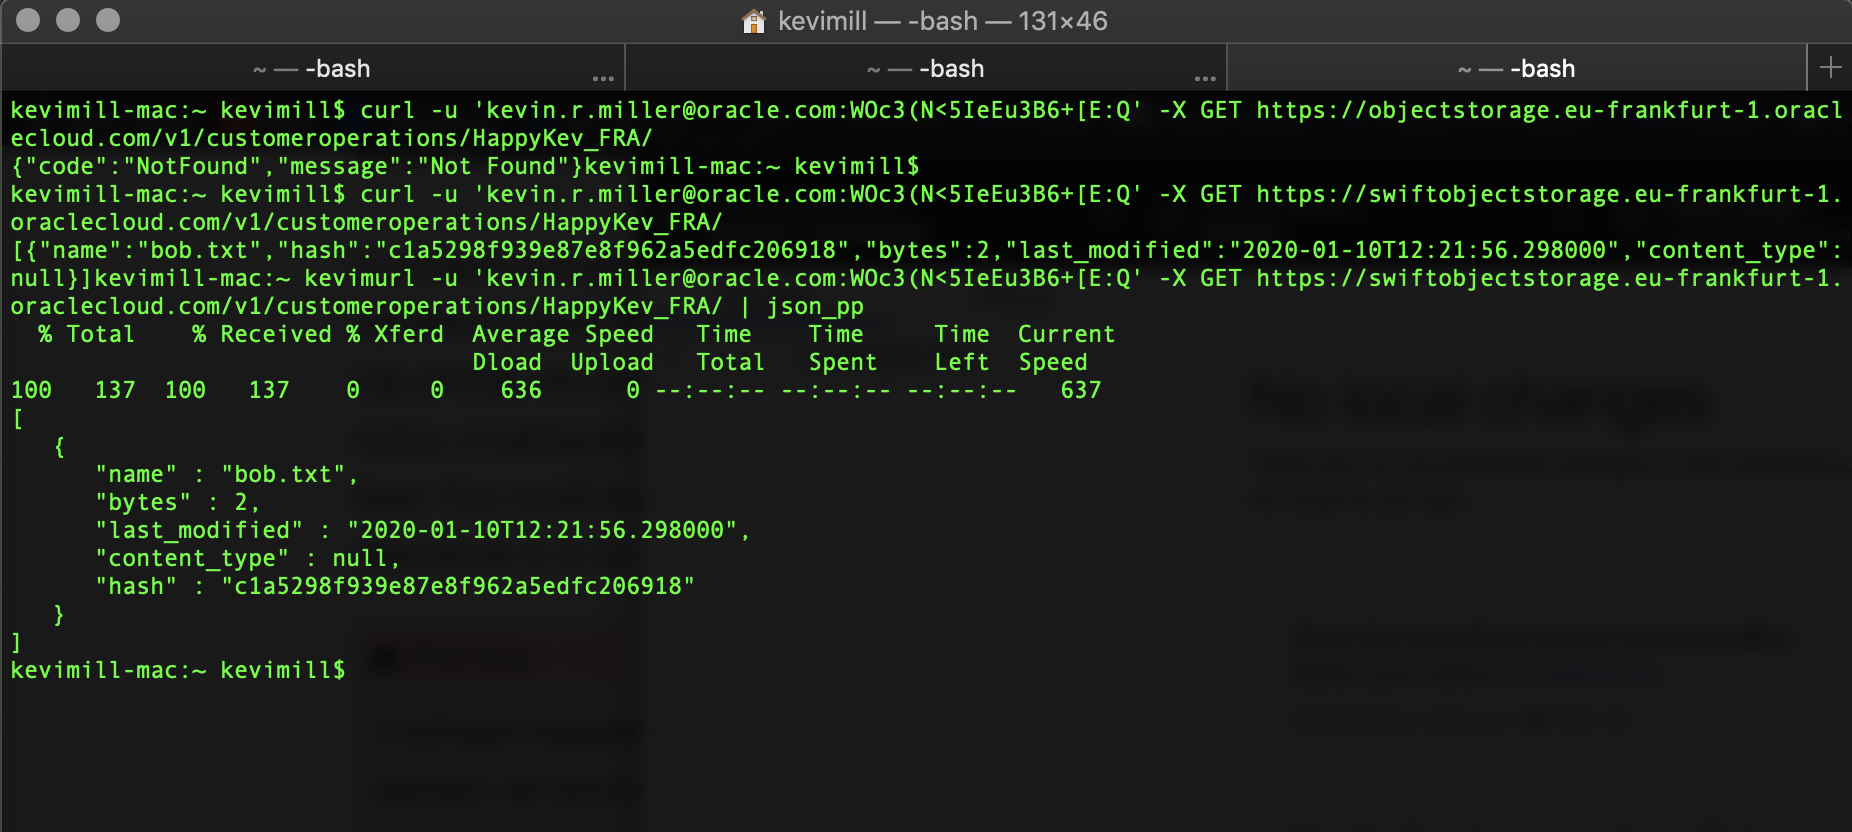 kevimill — -bash — 131×46
~ — -bash ...
~ — -bash ...
~ — -bash
kevimill-mac:~ kevimill$ curl -u 'kevin.r.miller@oracle.com:WOc3(N<5IeEu3B6+[E:Q' -X GET https://objectstorage.eu-frankfurt-1.oracl
ecloud.com/v1/customeroperations/HappyKev_FRA/
{"code":"NotFound","message":"Not Found"}kevimill-mac:~ kevimill$
kevimill-mac:~ kevimill$ curl -u 'kevin.r.miller@oracle.com:WOc3(N<5IeEu3B6+[E:Q' -X GET https://swiftobjectstorage.eu-frankfurt-1.
oraclecloud.com/v1/customeroperations/HappyKev_FRA/
[{"name":"bob.txt","hash":"c1a5298f939e87e8f962a5edfc206918","bytes":2,"last_modified":"2020-01-10T12:21:56.298000","content_type":
null}]kevimill-mac:~ kevimurl -u 'kevin.r.miller@oracle.com:WOc3(N<5IeEu3B6+[E:Q' -X GET https://swiftobjectstorage.eu-frankfurt-1.
oraclecloud.com/v1/customeroperations/HappyKev_FRA/ | json_pp
  % Total    % Received % Xferd  Average Speed   Time    Time     Time  Current
                                 Dload  Upload   Total   Spent    Left  Speed
100   137  100   137    0     0    636      0 --:--:-- --:--:-- --:--:--   637
[
   {
      "name" : "bob.txt",
      "bytes" : 2,
      "last_modified" : "2020-01-10T12:21:56.298000",
      "content_type" : null,
      "hash" : "c1a5298f939e87e8f962a5edfc206918"
   }
]
kevimill-mac:~ kevimill$
No local changes